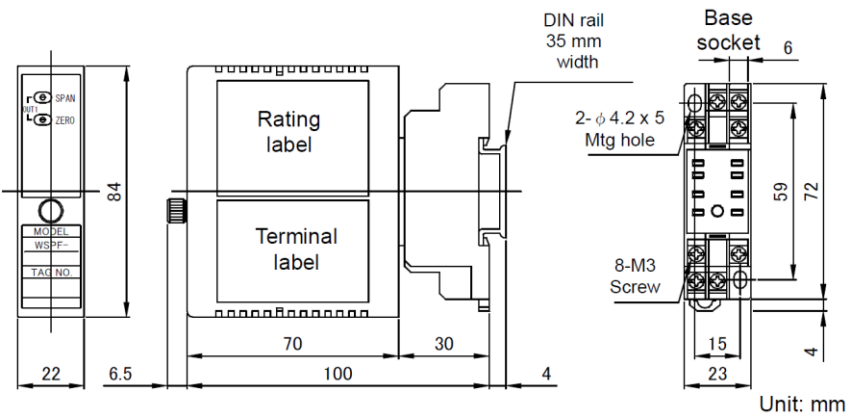 DIN rail
35 mm
width
Base
socket
6
SPAN
OUT1
ZERO
MODEL
WSPF-
TAG NO.
84
22
Rating
label
Terminal
label
70
30
6.5
100
4
2- ϕ 4.2 x 5
Mtg hole
8-M3
Screw
59
72
15
4
23
Unit: mm